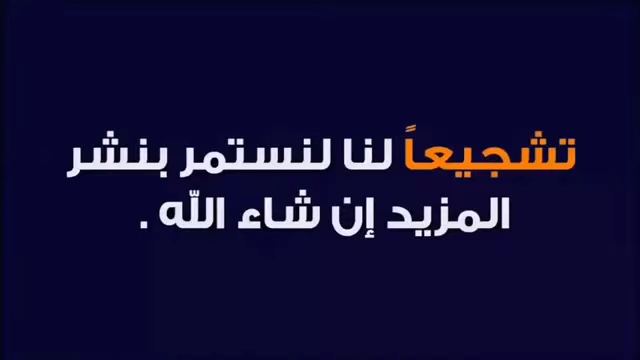 تشجيعاً لنا لنستمر بنشر
المزيد إن شاء الله .